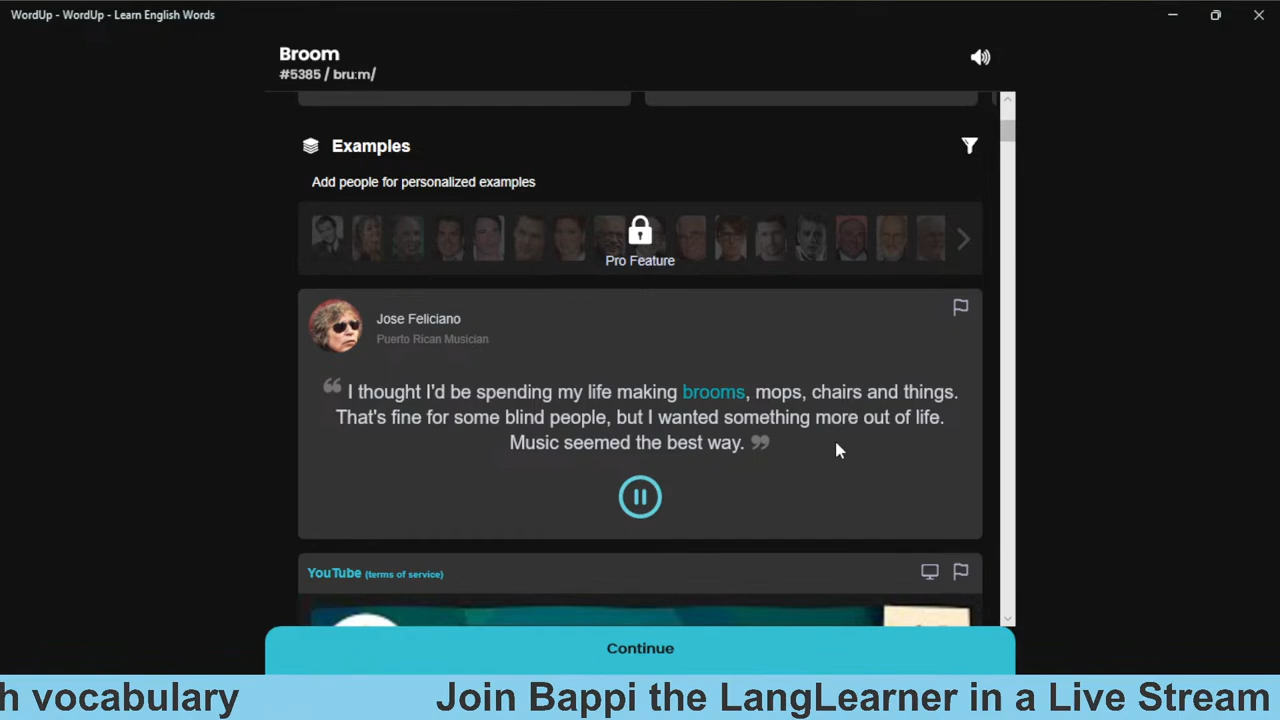 WordUp - WordUp - Learn English Words
Broom
#5385 / bruːm/
Examples
Add people for personalized examples
Pro Feature
Jose Feliciano
Puerto Rican Musician
“ I thought I'd be spending my life making brooms, mops, chairs and things.
That's fine for some blind people, but I wanted something more out of life.
Music seemed the best way. ”
YouTube (terms of service)
Continue
h vocabulary Join Bappi the LangLearner in a Live Stream